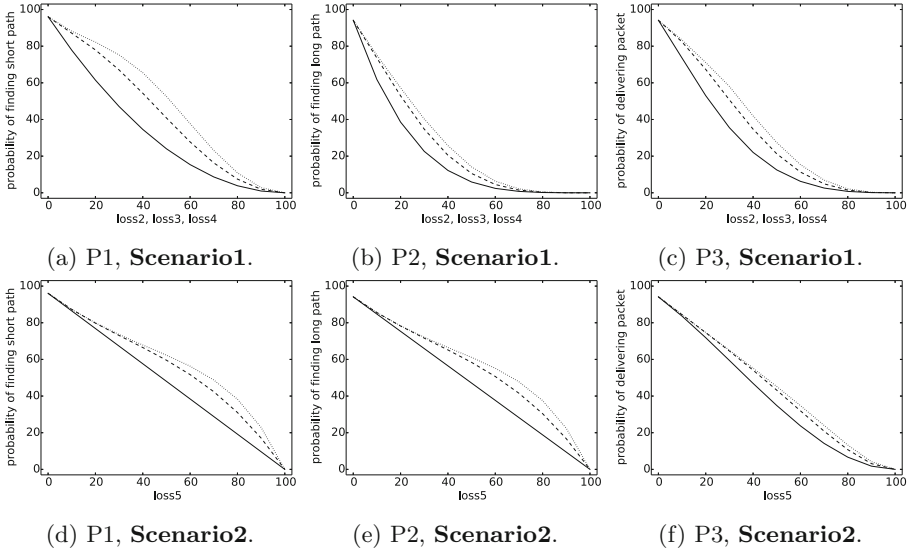 probability of finding short path
100
80
60
40
20
0
0 20 40 60 80 100
loss2, loss3, loss4
(a) P1, Scenario1.
probability of finding long path
100
80
60
40
20
0
0 20 40 60 80 100
loss2, loss3, loss4
(b) P2, Scenario1.
probability of delivering packet
100
80
60
40
20
0
0 20 40 60 80 100
loss2, loss3, loss4
(c) P3, Scenario1.
probability of finding short path
100
80
60
40
20
0
0 20 40 60 80 100
loss5
(d) P1, Scenario2.
probability of finding long path
100
80
60
40
20
0
0 20 40 60 80 100
loss5
(e) P2, Scenario2.
probability of delivering packet
100
80
60
40
20
0
0 20 40 60 80 100
loss5
(f) P3, Scenario2.